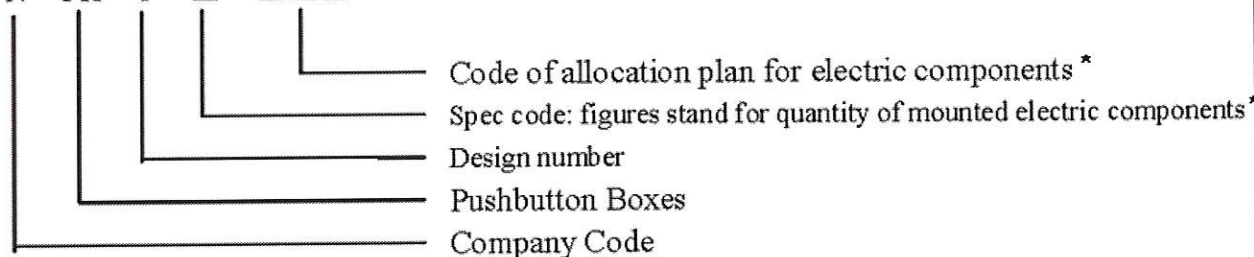 Code of allocation plan for electric components *
Spec code: figures stand for quantity of mounted electric components*
Design number
Pushbutton Boxes
Company Code